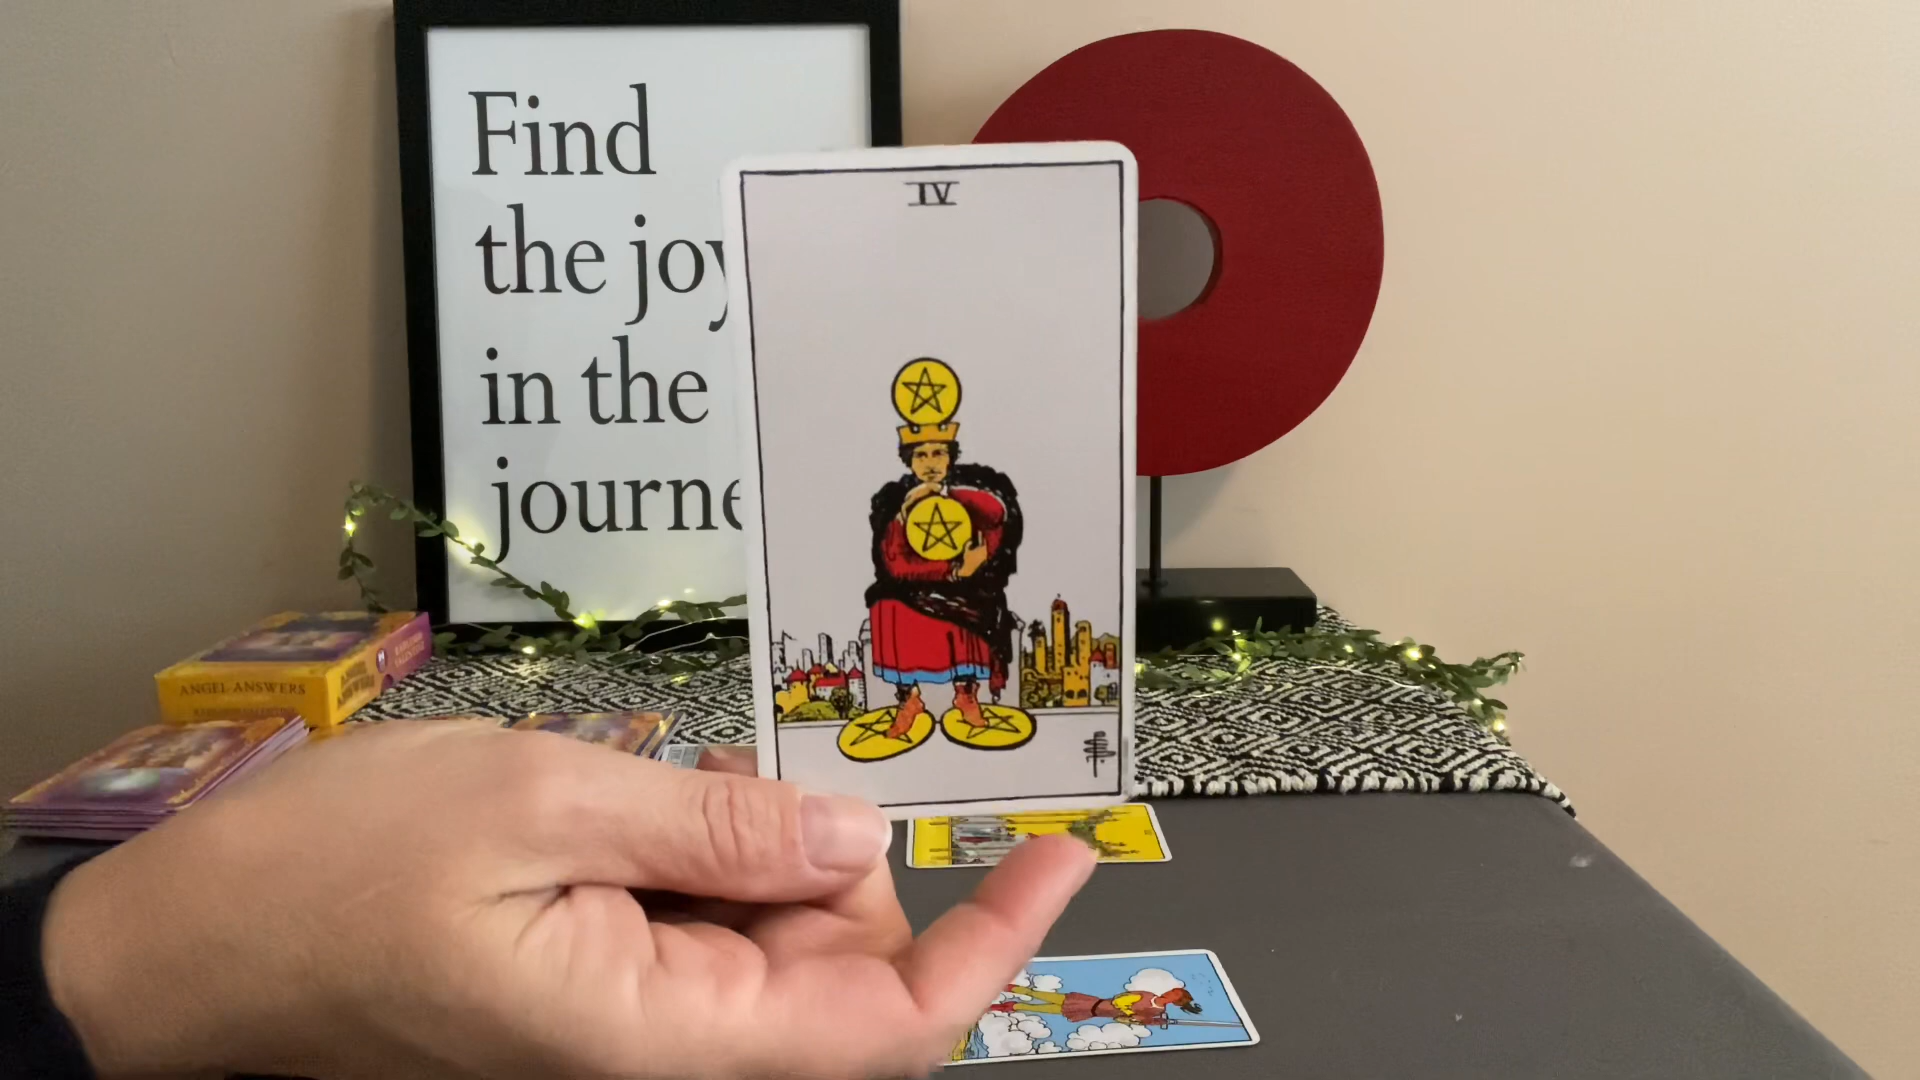 Find
the joy
in the
journe
IV
ANGEL ANSWERS